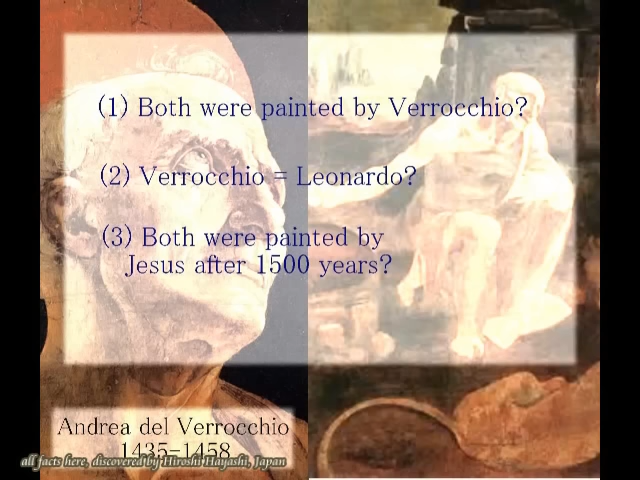 (1) Both were painted by Verrocchio?
(2) Verrocchio = Leonardo?
(3) Both were painted by
Jesus after 1500 years?
Andrea del Verrocchio
1435-1458
all facts here, discovered by Hiroshi Hayashi, Japan